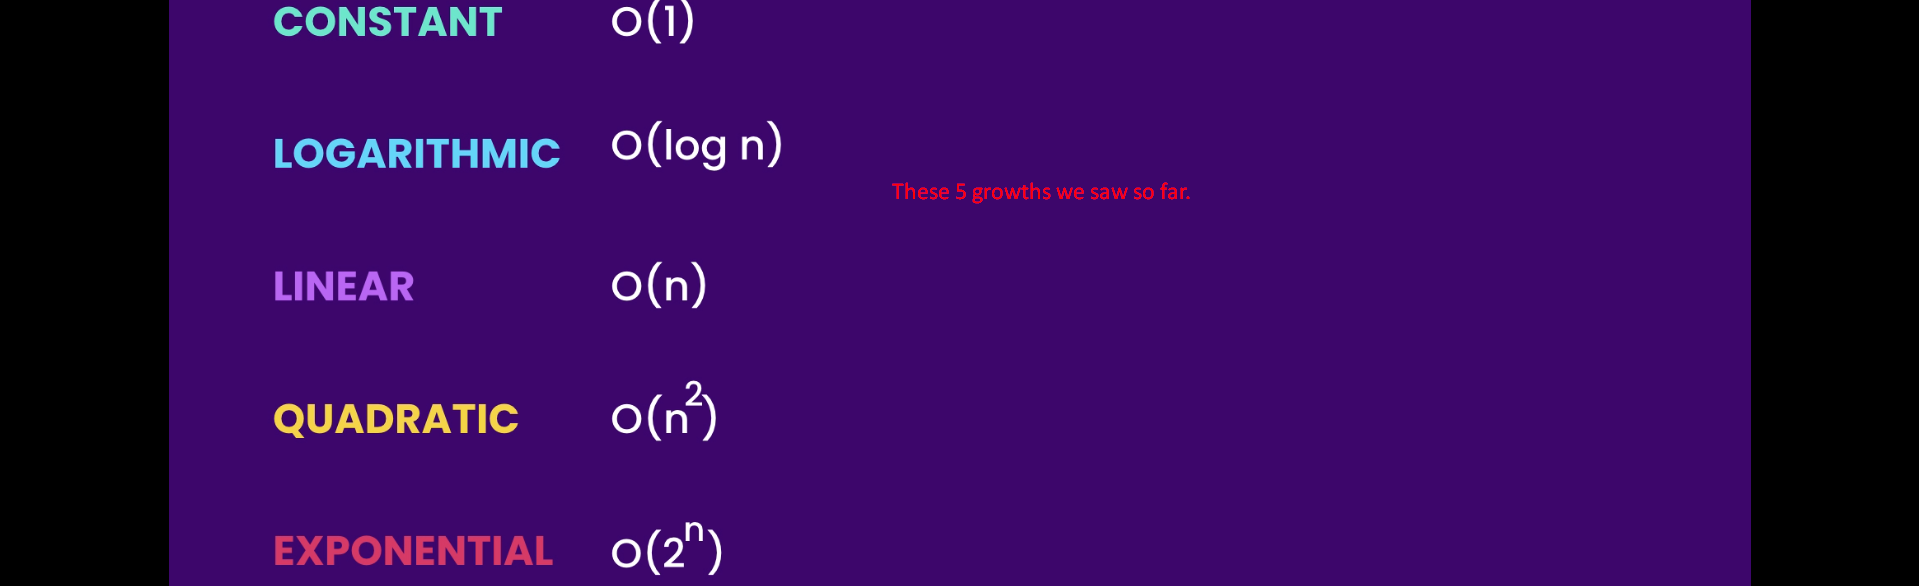 CONSTANT O(1)
LOGARITHMIC O(log n)
These 5 growths we saw so far.
LINEAR O(n)
QUADRATIC O(n²)
EXPONENTIAL O(2ⁿ)